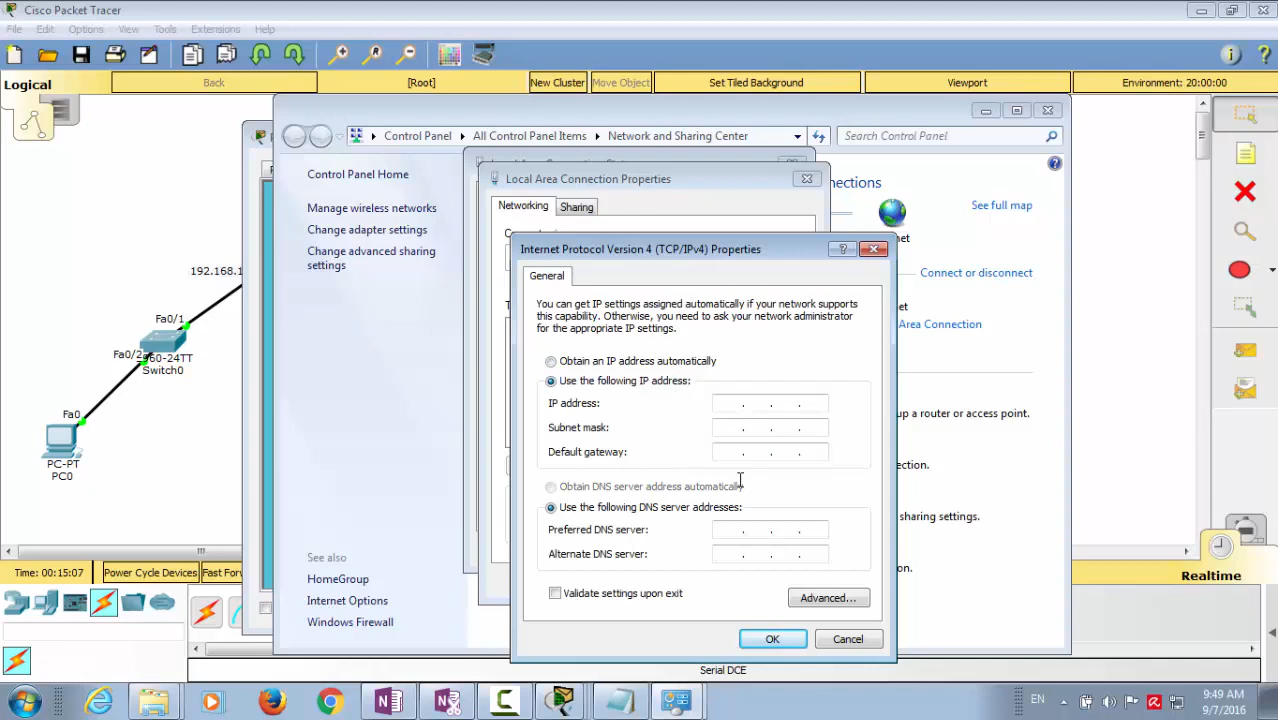 Cisco Packet Tracer
File Edit Options View Tools Extensions Help
Logical Back [Root] New Cluster Move Object Set Tiled Background Viewport Environment: 20:00:00
Control Panel All Control Panel Items Network and Sharing Center Search Control Panel
Control Panel Home
Manage wireless networks
Change adapter settings
Change advanced sharing
settings
Local Area Connection Properties
Networking Sharing
See full map
Connect or disconnect
Area Connection
up a router or access point.
sharing settings.
Internet Protocol Version 4 (TCP/IPv4) Properties
General
You can get IP settings assigned automatically if your network supports
this capability. Otherwise, you need to ask your network administrator
for the appropriate IP settings.
Obtain an IP address automatically
Use the following IP address:
IP address:
Subnet mask:
Default gateway:
Obtain DNS server address automatically
Use the following DNS server addresses:
Preferred DNS server:
Alternate DNS server:
Validate settings upon exit
Advanced...
OK Cancel
192.168.1
Fa0/1
Fa0/2
2960-24TT
Switch0
Fa0
PC-PT
PC0
See also
HomeGroup
Internet Options
Windows Firewall
Time: 00:15:07 Power Cycle Devices Fast For
Realtime
Serial DCE
EN
9:49 AM
9/7/2016